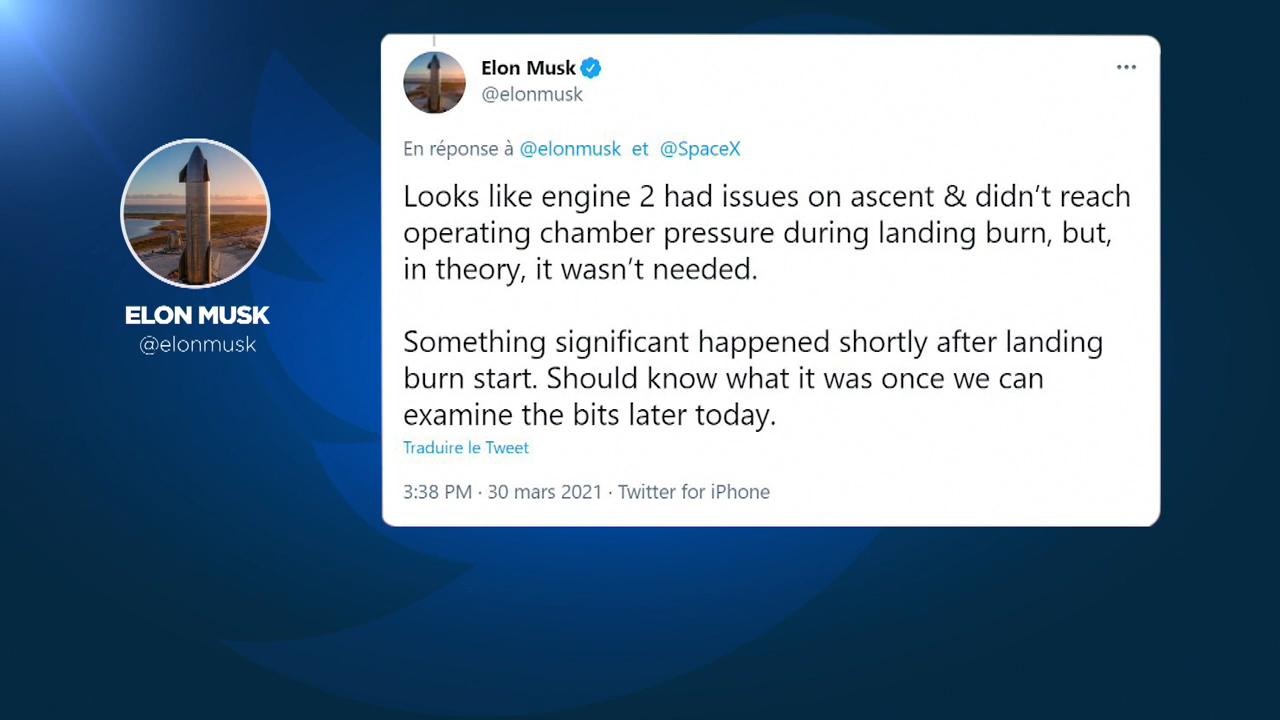 ELON MUSK
@elonmusk
Elon Musk
@elonmusk
En réponse à @elonmusk et @SpaceX
Looks like engine 2 had issues on ascent & didn‘t reach
operating chamber pressure during landing burn, but,
in theory, it wasn’t needed.
Something significant happened shortly after landing
burn start. Should know what it was once we can
examine the bits later today.
Traduire le Tweet
3:38 PM · 30 mars 2021 · Twitter for iPhone